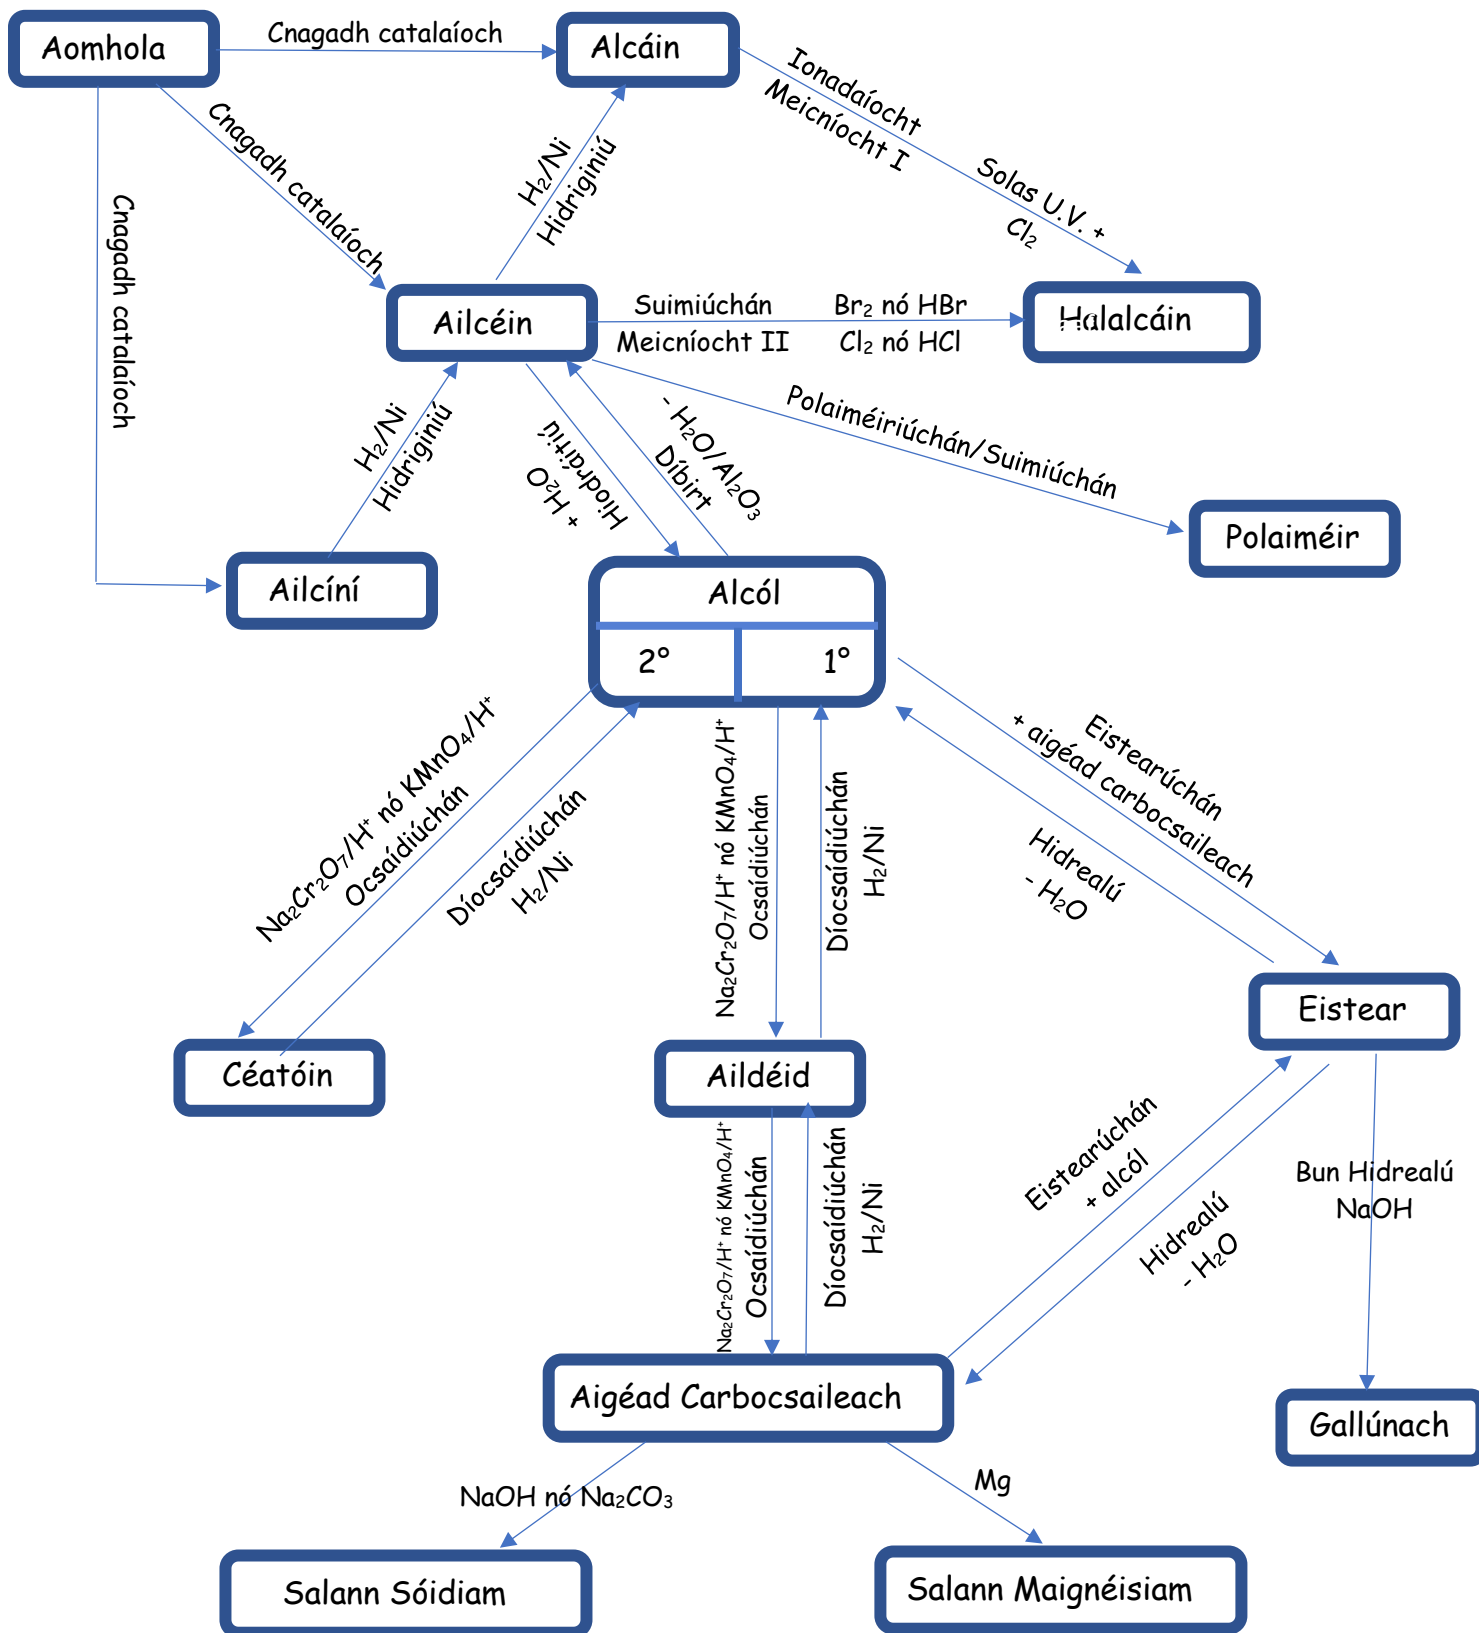 Aomhola
Cnagadh catalaíoch
Alcáin
Ionadaíocht
Meicníocht I
Solas U.V. +
Cl₂
Cnagadh catalaíoch
Cnagadh catalaíoch
H₂/Ni
Hidriginiú
Ailcéin
Suimiúchán
Br₂ nó HBr
Meicníocht II
Cl₂ nó HCl
Halalcáin
H₂/Ni
Hidriginiú
Hiodráitiú
+ H₂O
- H₂O/Al₂O₃
Díbirt
Polaiméiriúchán/Suimiúchán
Polaiméir
Ailcíní
Alcól
2°
1°
Na₂Cr₂O₇/H⁺ nó KMnO₄/H⁺
Ocsaídiúchán
Díocsaídiúchán
H₂/Ni
Na₂Cr₂O₇/H⁺ nó KMnO₄/H⁺
Ocsaídiúchán
Díocsaídiúchán
H₂/Ni
Eistearúchán
+ aigéad carbocsaileach
Hidrealú
- H₂O
Eistear
Céatóin
Aildéid
Na₂Cr₂O₇/H⁺ nó KMnO₄/H⁺
Ocsaídiúchán
Díocsaídiúchán
H₂/Ni
Eistearúchán
+ alcól
Hidrealú
- H₂O
Bun Hidrealú
NaOH
Aigéad Carbocsaileach
Gallúnach
NaOH nó Na₂CO₃
Mg
Salann Sóidiam
Salann Maignéisiam